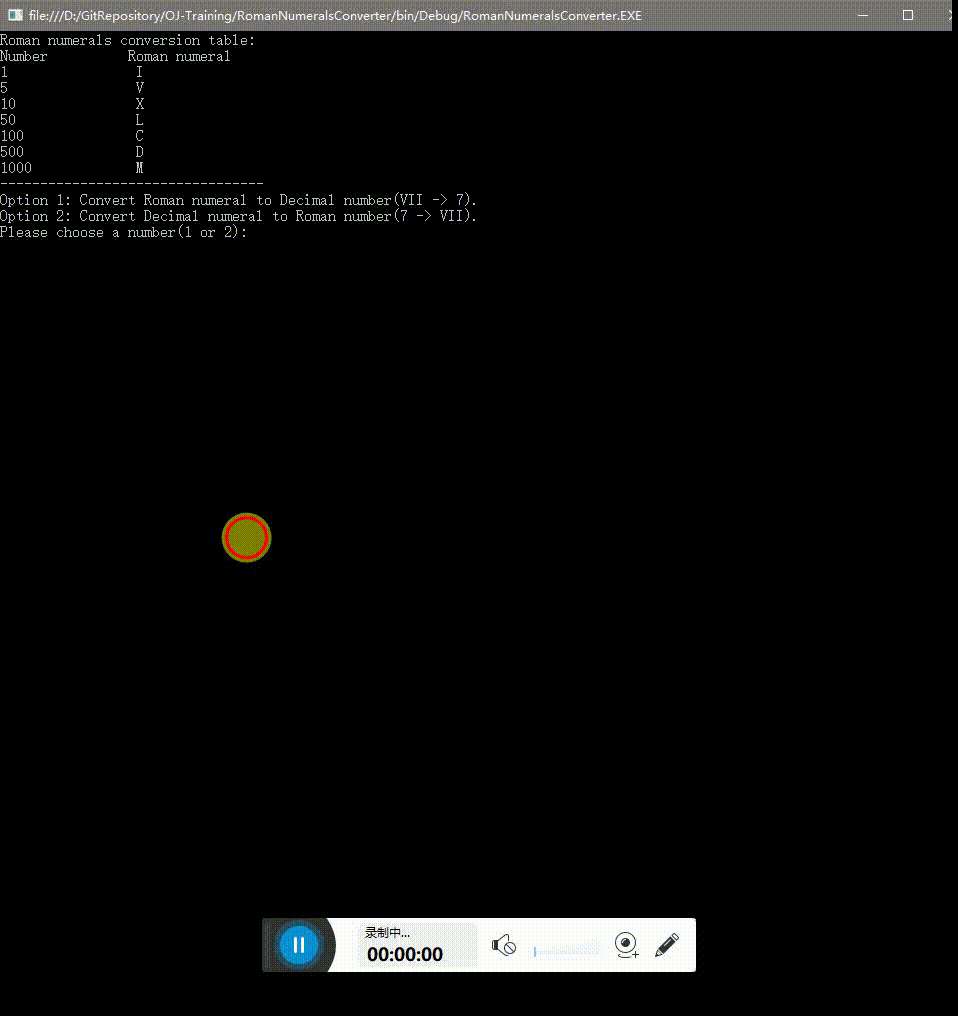 file:///D:/GitRepository/OJ-Training/RomanNumeralsConverter/bin/Debug/RomanNumeralsConverter.EXE
Roman numerals conversion table:
Number Roman numeral
1 I
5 V
10 X
50 L
100 C
500 D
1000 M
---------------------------------
Option 1: Convert Roman numeral to Decimal number(VII -> 7).
Option 2: Convert Decimal numeral to Roman number(7 -> VII).
Please choose a number(1 or 2):
录制中...
00:00:00